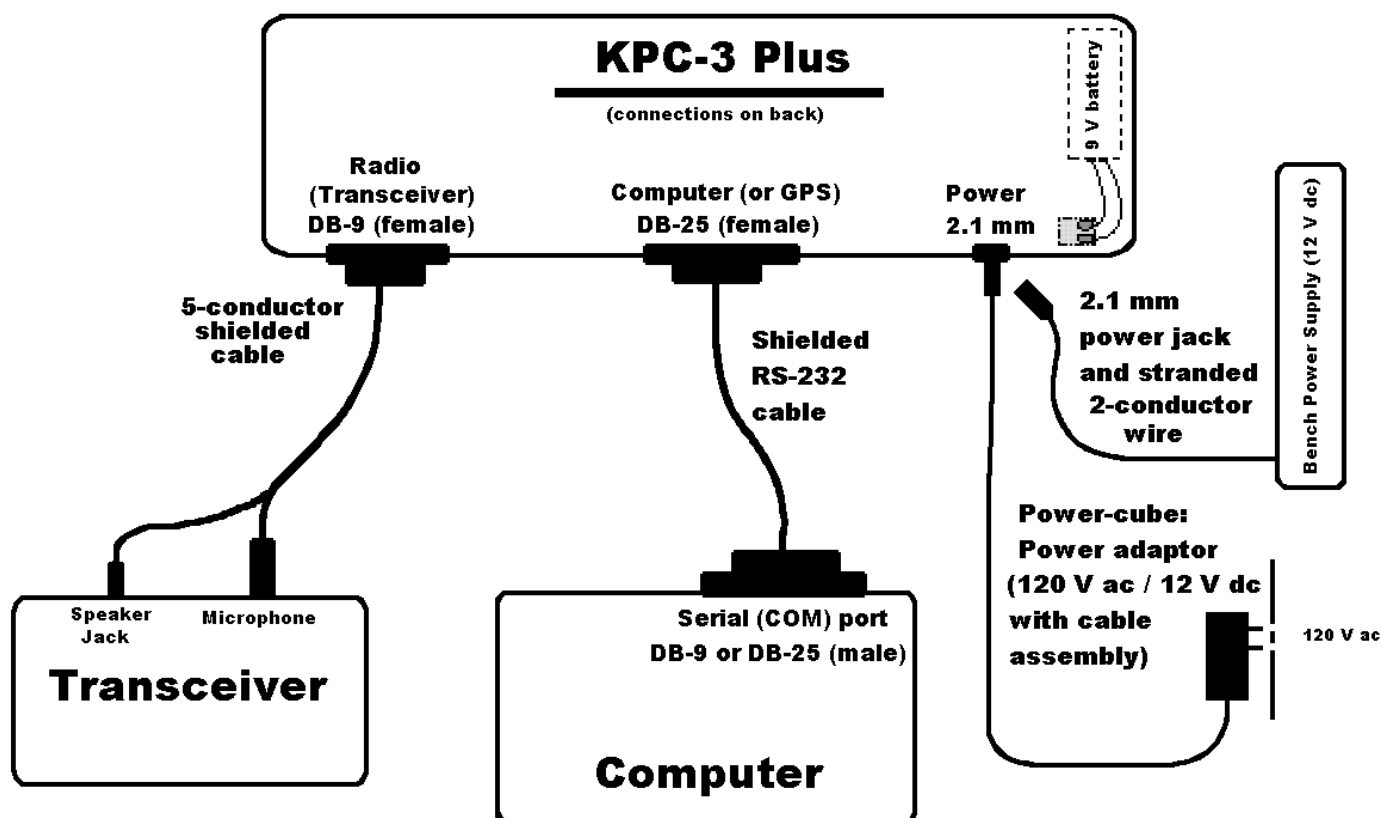 KPC-3 Plus
(connections on back)
9 V battery
Radio
(Transceiver)
DB-9 (female)
Computer (or GPS)
DB-25 (female)
Power
2.1 mm
5-conductor
shielded
cable
Shielded
RS-232
cable
2.1 mm
power jack
and stranded
2-conductor
wire
Bench Power Supply (12 V dc)
Power-cube:
Power adaptor
(120 V ac / 12 V dc
with cable
assembly)
120 V ac
Speaker
Jack
Microphone
Transceiver
Serial (COM) port
DB-9 or DB-25 (male)
Computer